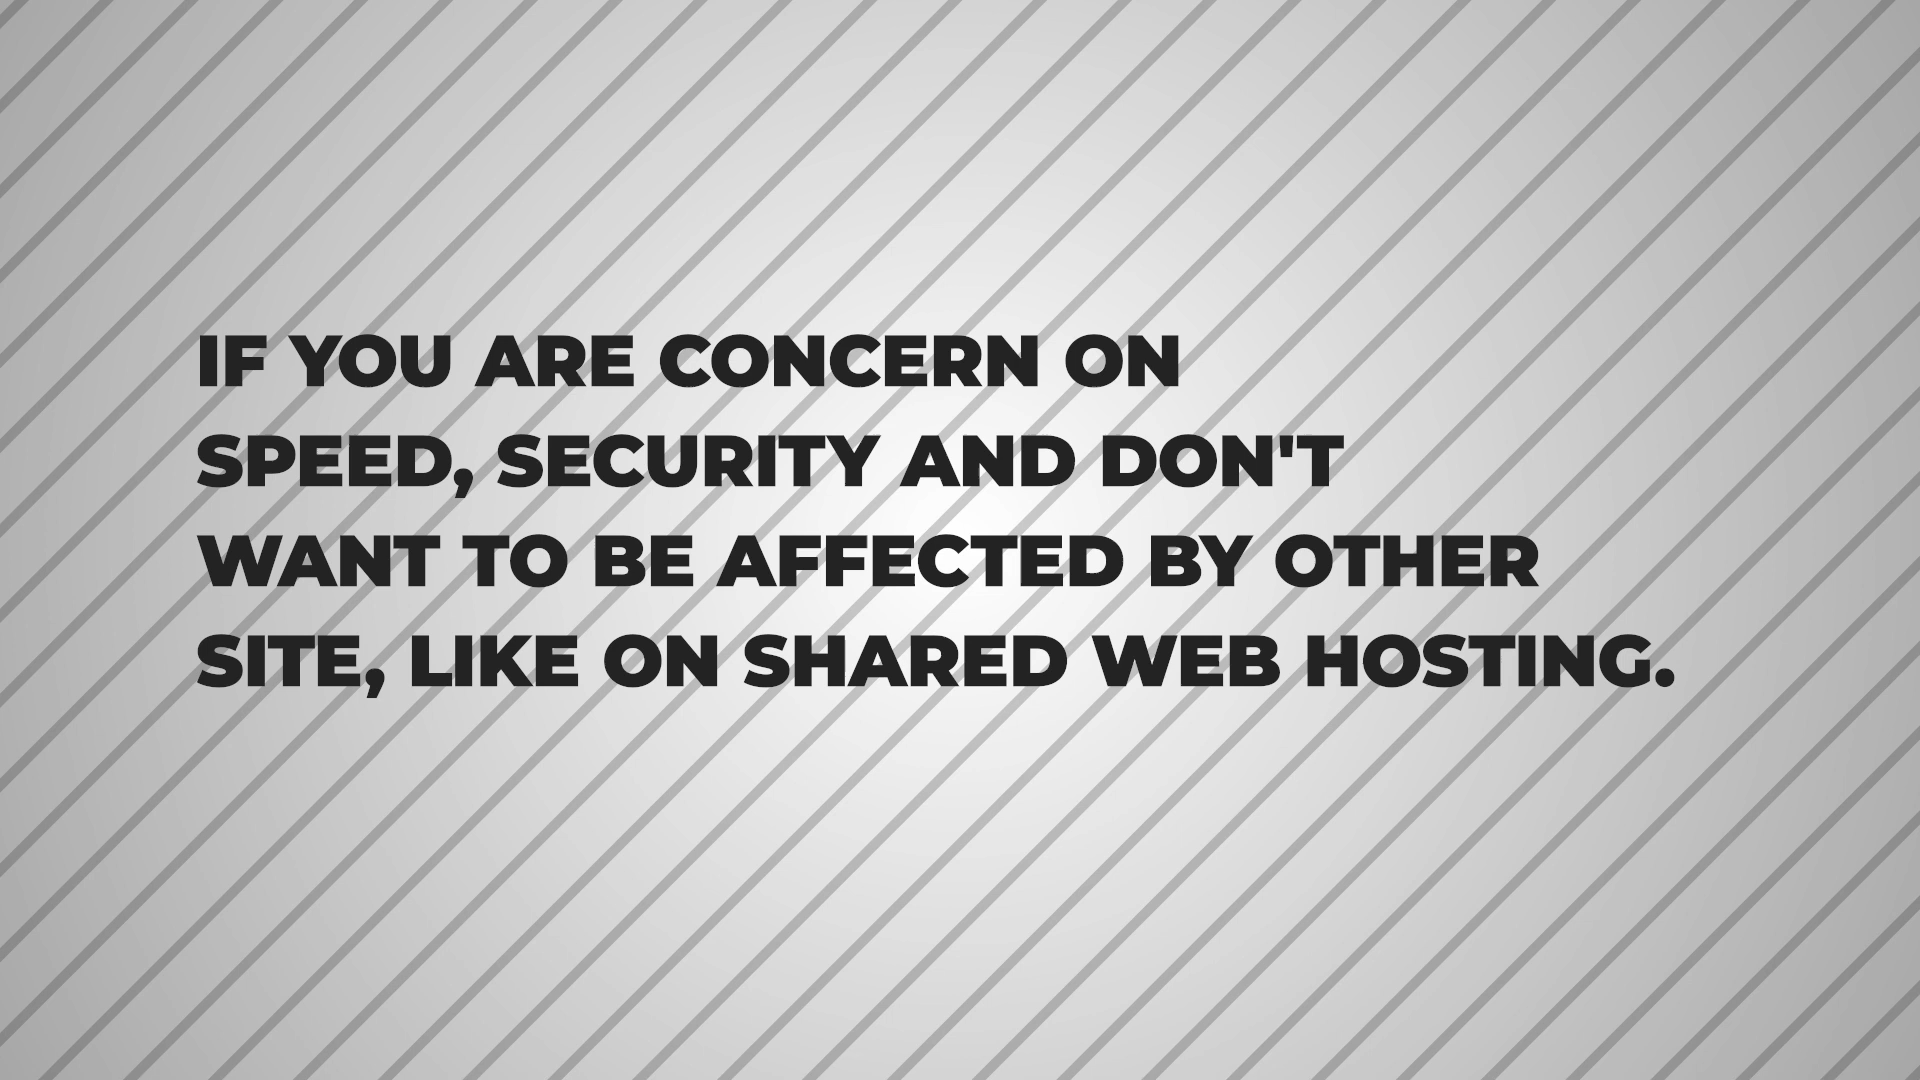 IF YOU ARE CONCERN ON
SPEED, SECURITY AND DON'T
WANT TO BE AFFECTED BY OTHER
SITE, LIKE ON SHARED WEB HOSTING.